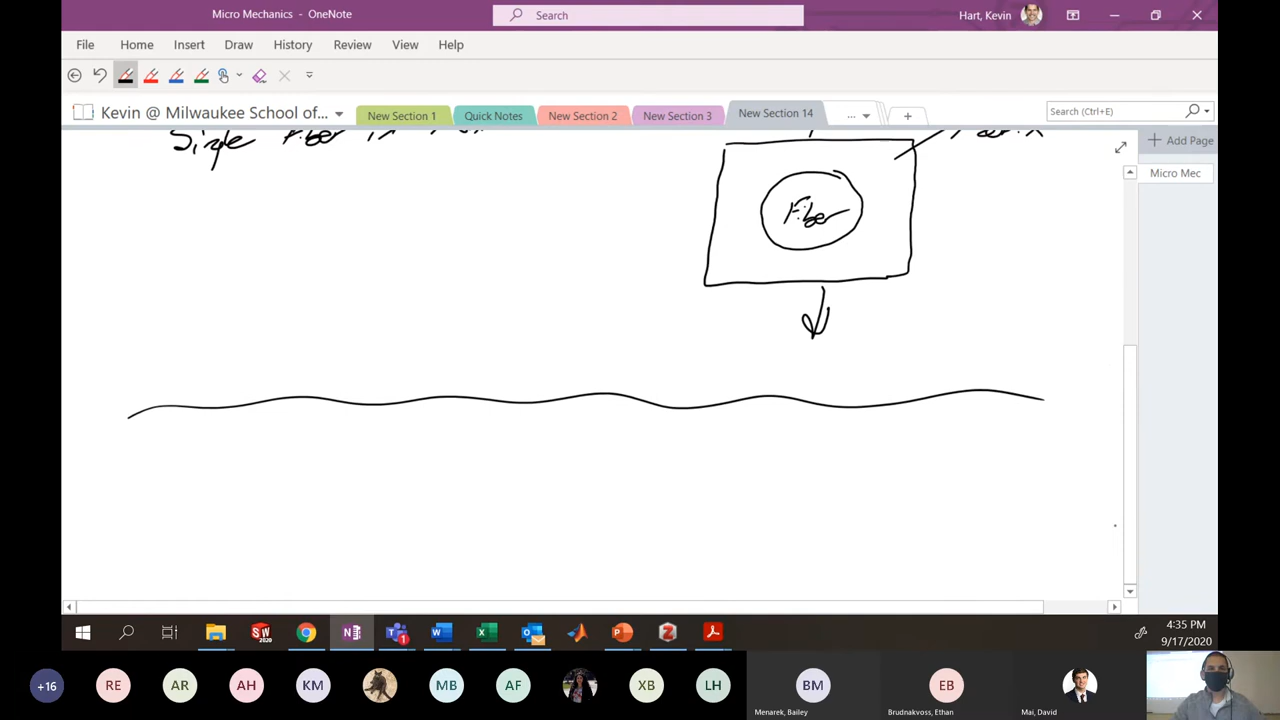 Micro Mechanics - OneNote
Search
Hart, Kevin
File Home Insert Draw History Review View Help
Kevin @ Milwaukee School of...
New Section 1
Quick Notes
New Section 2
New Section 3
New Section 14
...
Search (Ctrl+E)
Single Fiber in
Add Page
Micro Mec
Fiber
4:35 PM
9/17/2020
+16
RE
AR
AH
KM
MB
AF
XB
LH
BM
Menarek, Bailey
EB
Brudnakvoss, Ethan
Mai, David